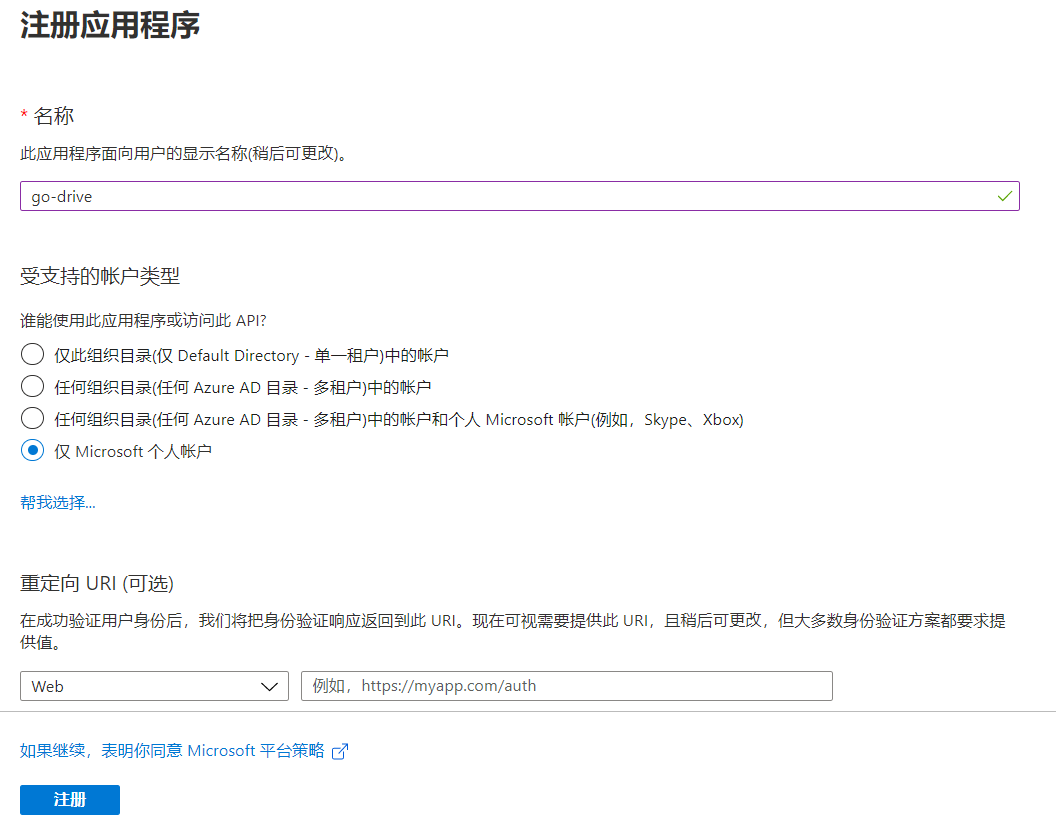 注册应用程序
* 名称
此应用程序面向用户的显示名称(稍后可更改)。
go-drive
受支持的帐户类型
谁能使用此应用程序或访问此 API?
仅此组织目录(仅 Default Directory - 单一租户)中的帐户
任何组织目录(任何 Azure AD 目录 - 多租户)中的帐户
任何组织目录(任何 Azure AD 目录 - 多租户)中的帐户和个人 Microsoft 帐户(例如，Skype、Xbox)
仅 Microsoft 个人帐户
帮我选择...
重定向 URI (可选)
在成功验证用户身份后，我们将把身份验证响应返回到此 URI。现在可视需要提供此 URI，且稍后可更改，但大多数身份验证方案都要求提
供值。
Web 例如，https://myapp.com/auth
如果继续，表明你同意 Microsoft 平台策略
注册